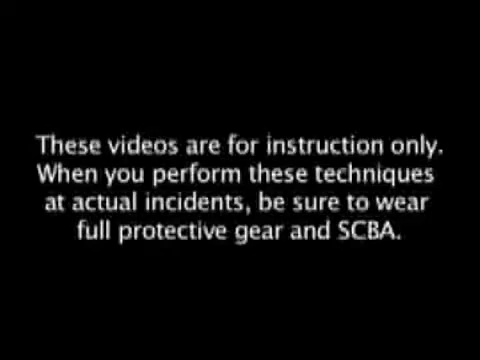 These videos are for instruction only.
When you perform these techniques
at actual incidents, be sure to wear
full protective gear and SCBA.